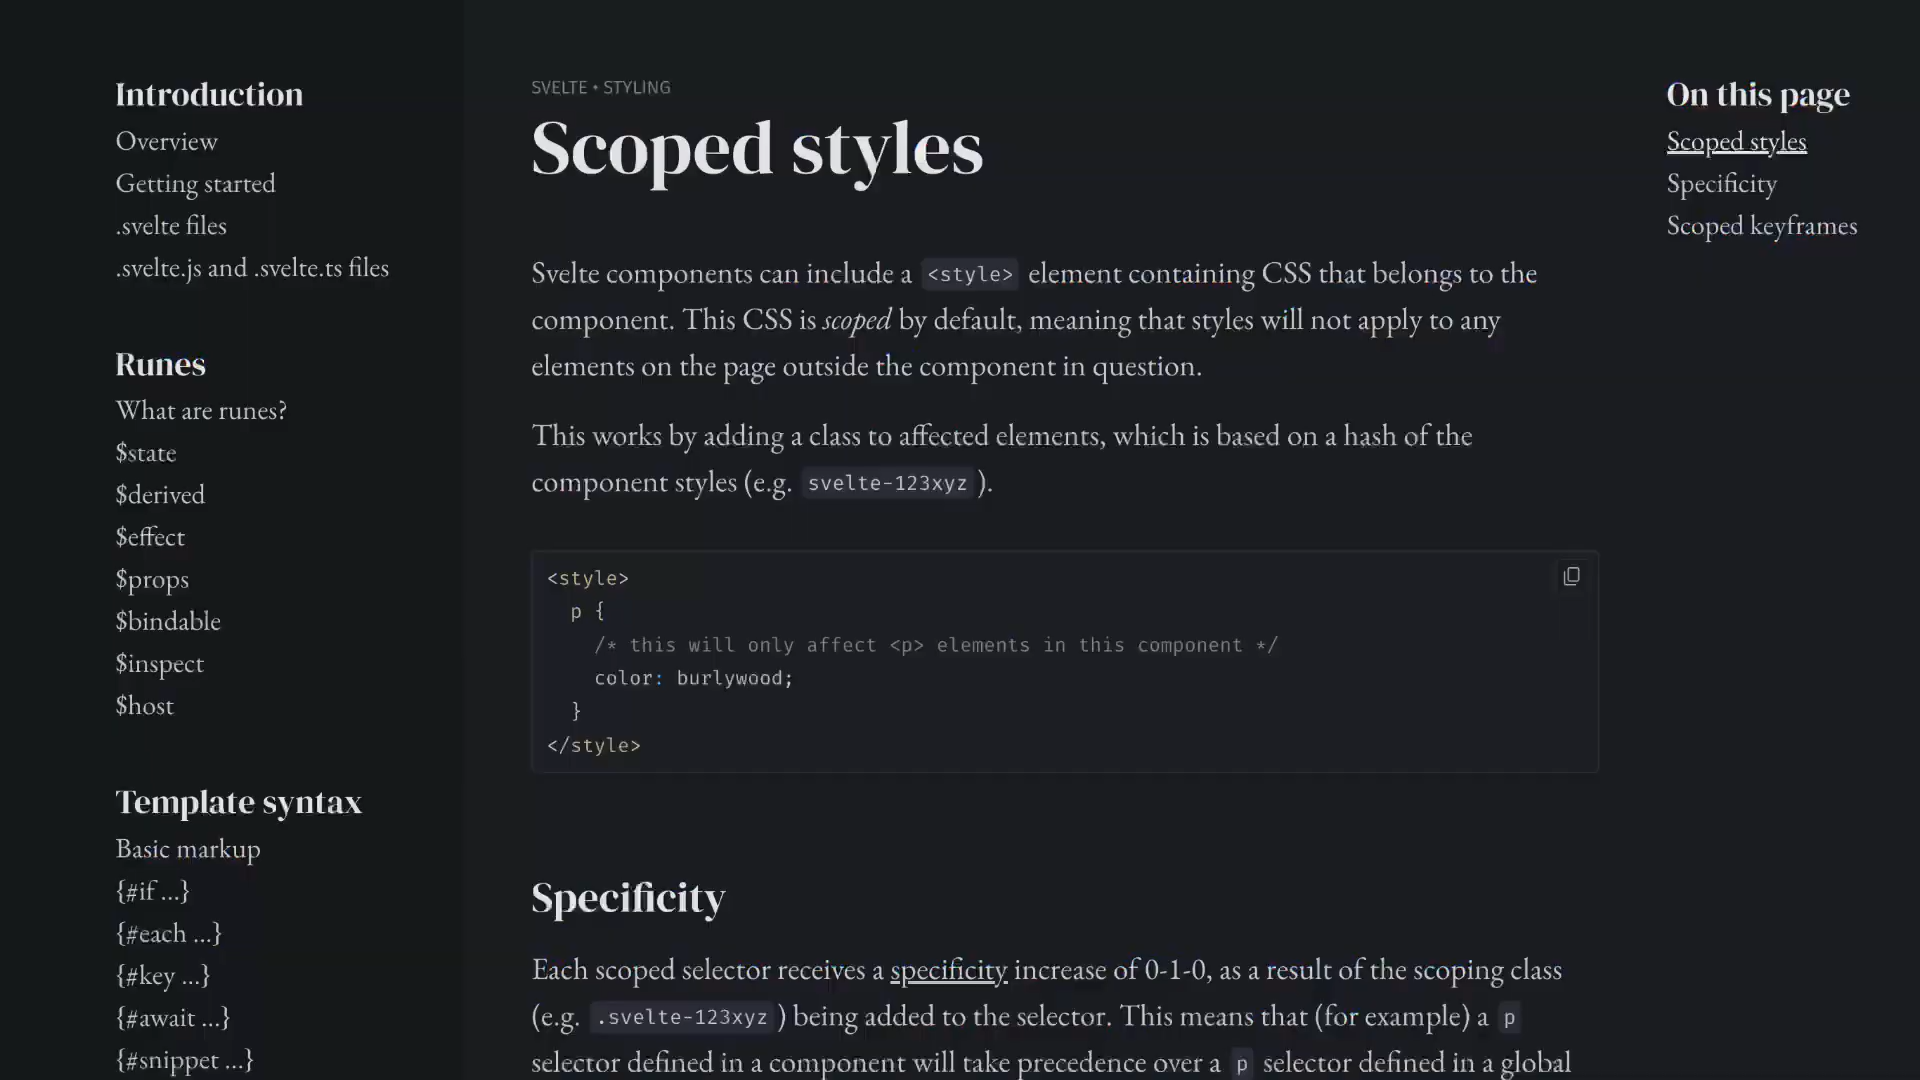 Introduction
Overview
Getting started
.svelte files
.svelte.js and .svelte.ts files
Runes
What are runes?
$state
$derived
$effect
$props
$bindable
$inspect
$host
Template syntax
Basic markup
{#if ...}
{#each ...}
{#key ...}
{#await ...}
{#snippet ...}
SVELTE • STYLING
Scoped styles
Svelte components can include a <style> element containing CSS that belongs to the
component. This CSS is scoped by default, meaning that styles will not apply to any
elements on the page outside the component in question.
This works by adding a class to affected elements, which is based on a hash of the
component styles (e.g. svelte-123xyz ).
<style>
p {
/* this will only affect <p> elements in this component */
color: burlywood;
}
</style>
Specificity
Each scoped selector receives a specificity increase of 0-1-0, as a result of the scoping class
(e.g. .svelte-123xyz ) being added to the selector. This means that (for example) a p
selector defined in a component will take precedence over a p selector defined in a global
On this page
Scoped styles
Specificity
Scoped keyframes